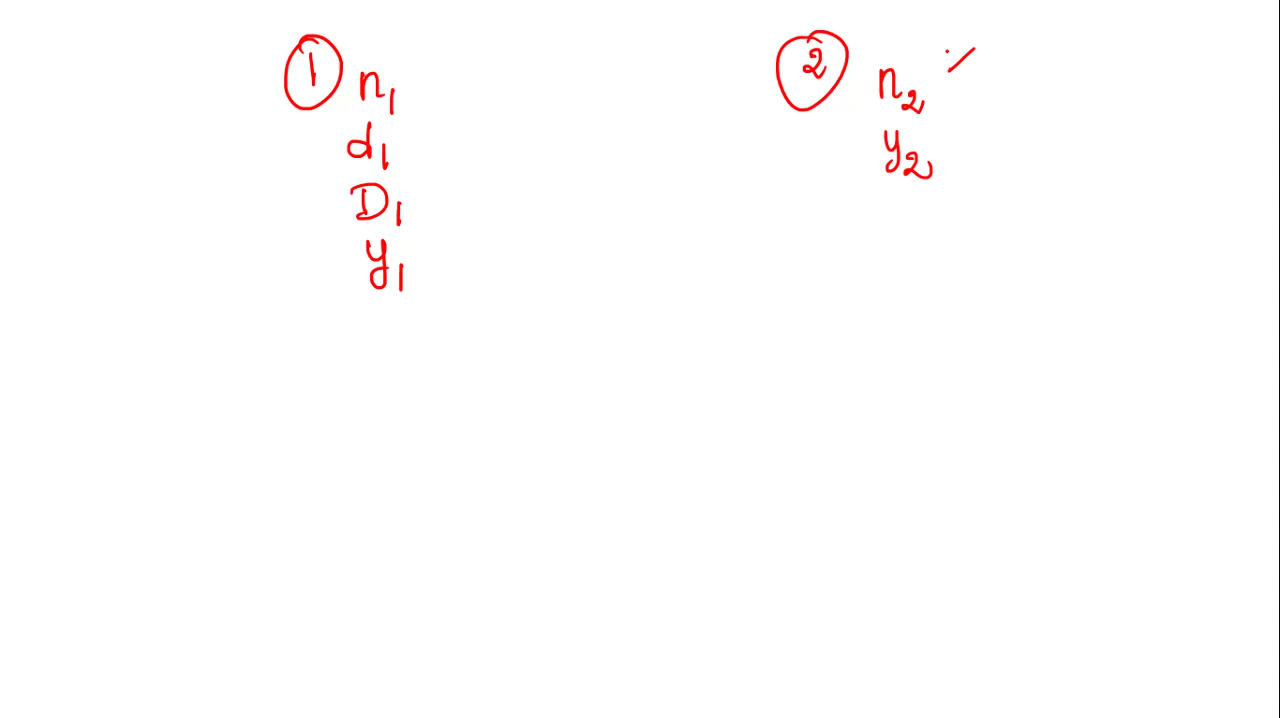 ① n₁
d₁
D₁
y₁
② n₂
y₂